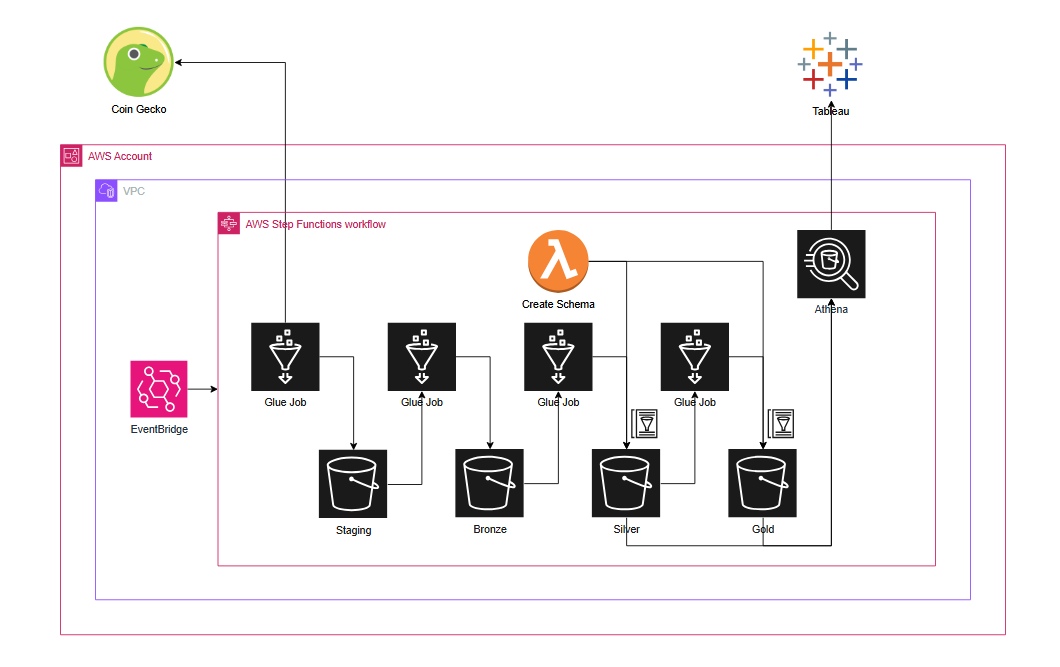 Coin Gecko
Tableau
AWS Account
VPC
AWS Step Functions workflow
Create Schema
Athena
Glue Job
Glue Job
Glue Job
Glue Job
EventBridge
Staging
Bronze
Silver
Gold